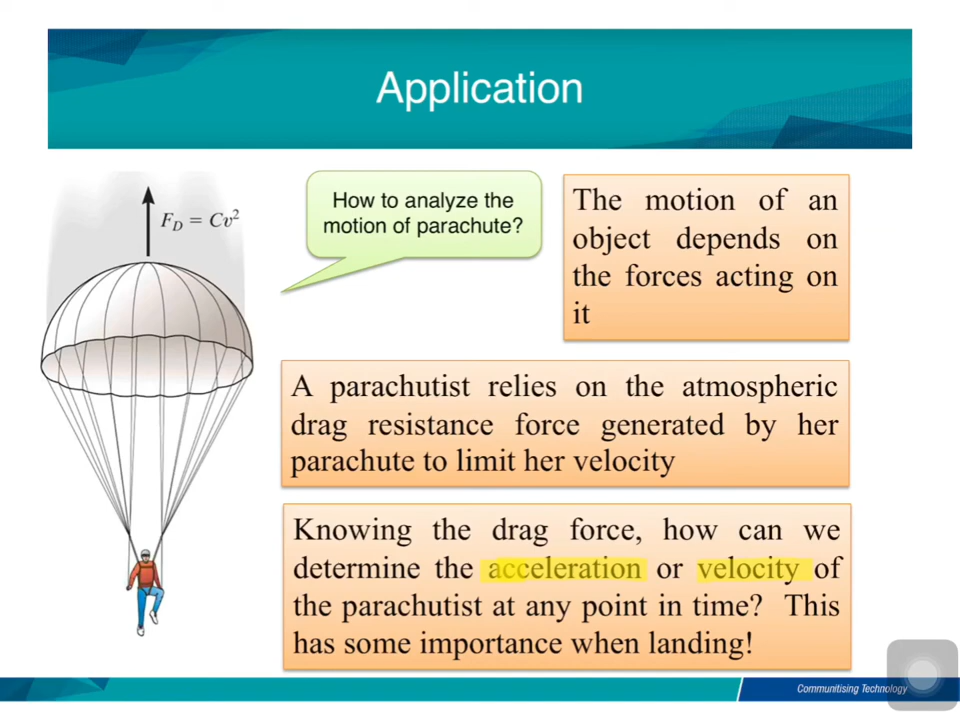 Application
F_D = Cv²
How to analyze the
motion of parachute?
The motion of an
object depends on
the forces acting on
it
A parachutist relies on the atmospheric
drag resistance force generated by her
parachute to limit her velocity
Knowing the drag force, how can we
determine the acceleration or velocity of
the parachutist at any point in time? This
has some importance when landing!
Communitising Technology